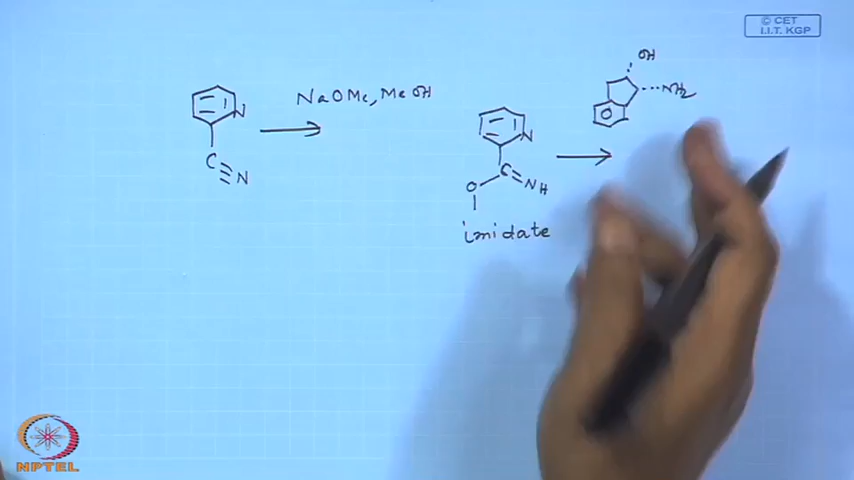 © CET
I.I.T. KGP
NaOMe, MeOH
N
C≡N
OH
NH2
N
O C=NH
imidate
NPTEL